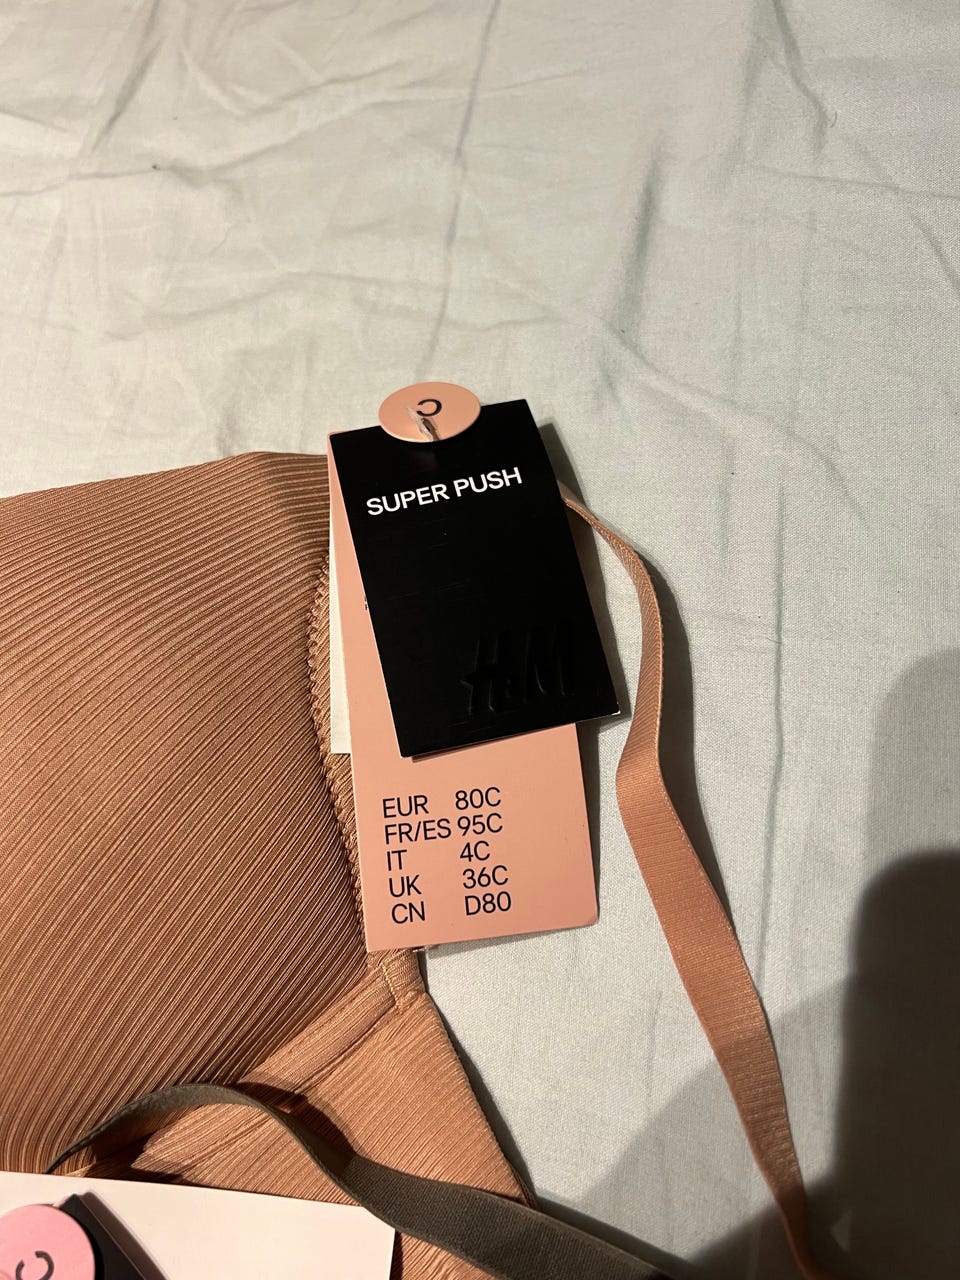 C
SUPER PUSH
H&M
EUR 80C
FR/ES 95C
IT 4C
UK 36C
CN D80
C